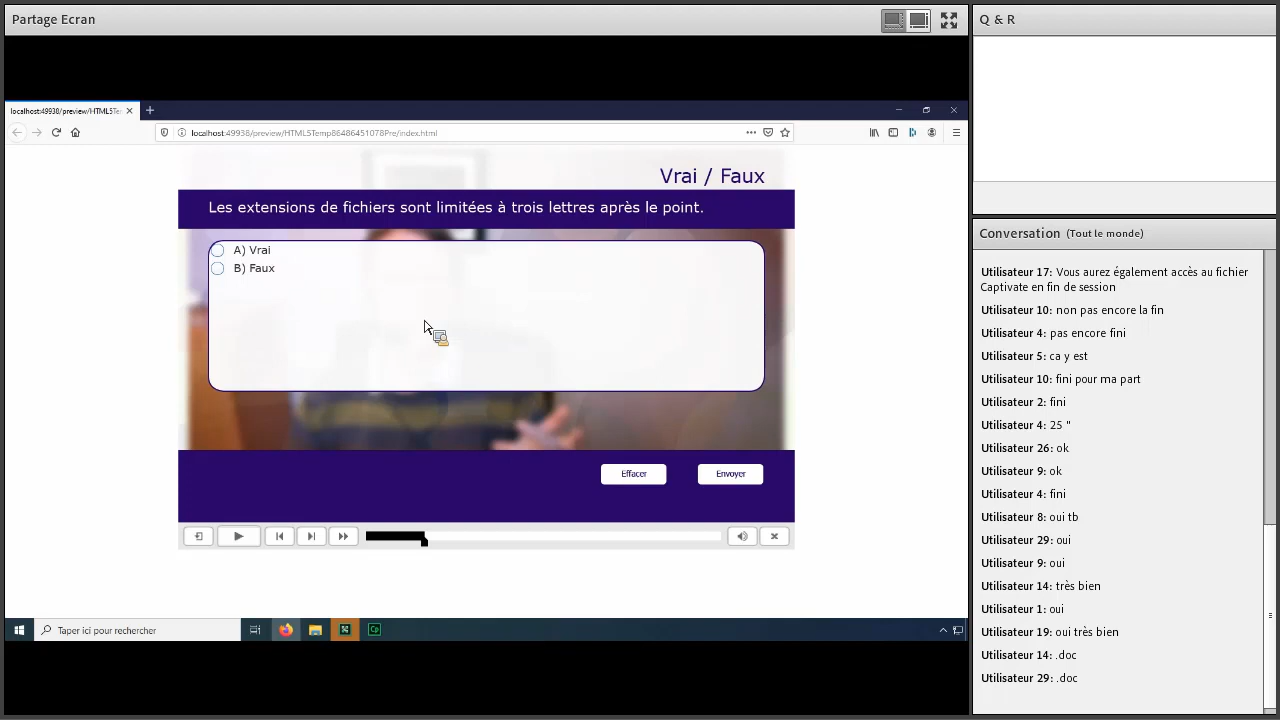 Partage Ecran
localhost:49938/preview/HTML5Te
localhost:49938/preview/HTML5Temp86486451078Pre/index.html
Vrai / Faux
Les extensions de fichiers sont limitées à trois lettres après le point.
A) Vrai
B) Faux
Effacer
Envoyer
Taper ici pour rechercher
Cp
Q & R
Conversation (Tout le monde)
Utilisateur 17: Vous aurez également accès au fichier
Captivate en fin de session
Utilisateur 10: non pas encore la fin
Utilisateur 4: pas encore fini
Utilisateur 5: ca y est
Utilisateur 10: fini pour ma part
Utilisateur 2: fini
Utilisateur 4: 25 "
Utilisateur 26: ok
Utilisateur 9: ok
Utilisateur 4: fini
Utilisateur 8: oui tb
Utilisateur 29: oui
Utilisateur 9: oui
Utilisateur 14: très bien
Utilisateur 1: oui
Utilisateur 19: oui très bien
Utilisateur 14: .doc
Utilisateur 29: .doc